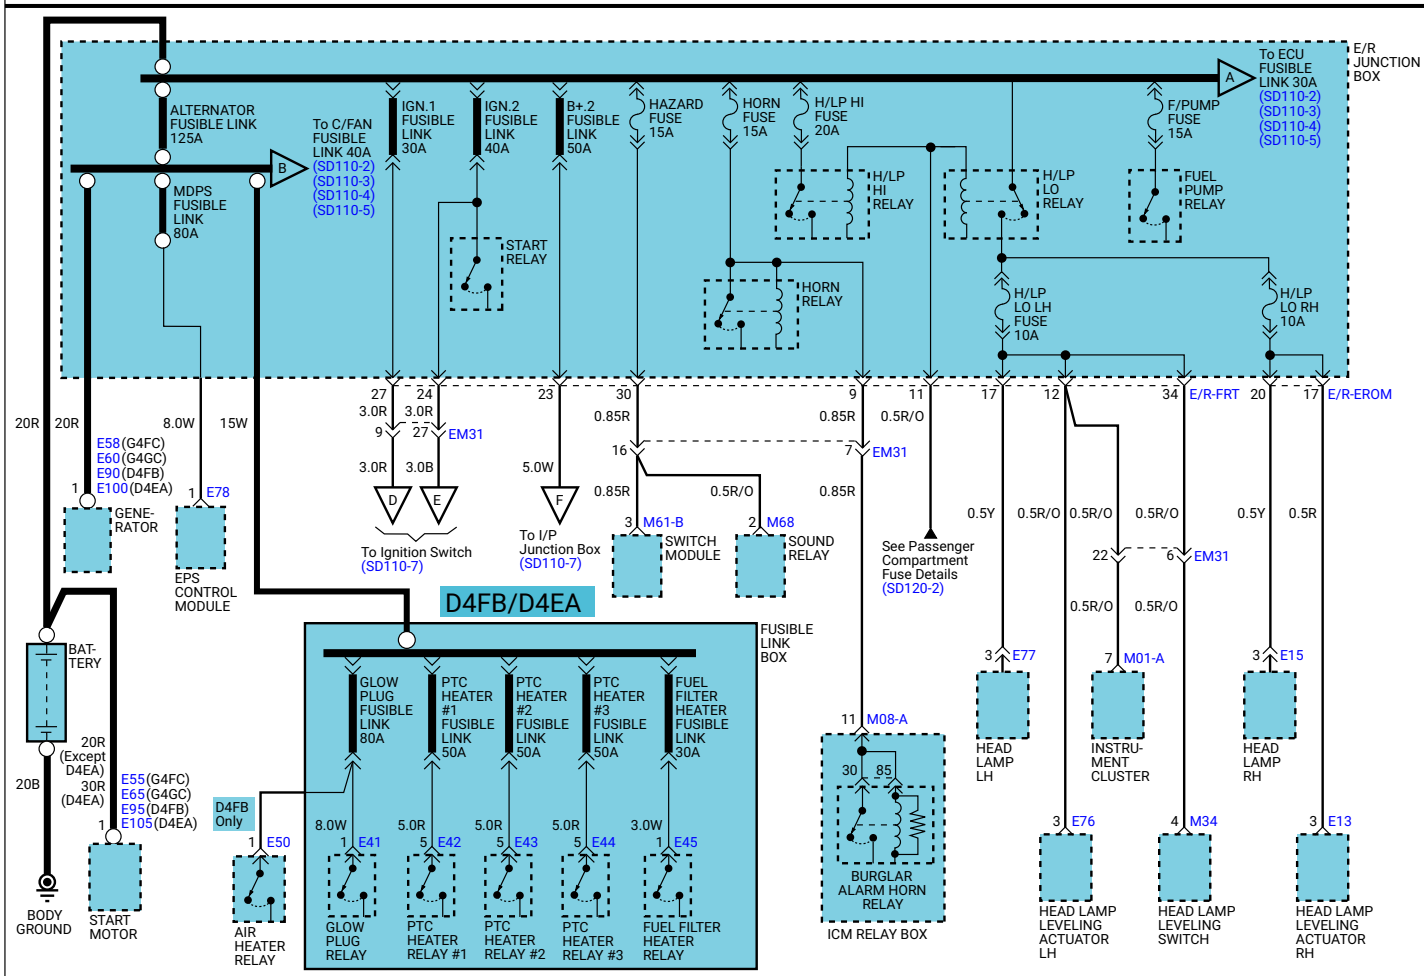 E/R
JUNCTION
BOX
To ECU
FUSIBLE
LINK 30A
(SD110-2)
(SD110-3)
(SD110-4)
(SD110-5)
A
ALTERNATOR
FUSIBLE LINK
125A
To C/FAN
FUSIBLE
LINK 40A
(SD110-2)
(SD110-3)
(SD110-4)
(SD110-5)
B
IGN.1
FUSIBLE
LINK
30A
IGN.2
FUSIBLE
LINK
40A
B+.2
FUSIBLE
LINK
50A
HAZARD
FUSE
15A
HORN
FUSE
15A
H/LP HI
FUSE
20A
F/PUMP
FUSE
15A
MDPS
FUSIBLE
LINK
80A
START
RELAY
HORN
RELAY
H/LP
HI
RELAY
H/LP
LO
RELAY
FUEL
PUMP
RELAY
H/LP
LO LH
FUSE
10A
H/LP
LO RH
10A
27
24
23
30
9
11
17
12
34
E/R-FRT
20
17
E/R-EROM
20R
20R
8.0W
15W
3.0R
3.0R
9
27
EM31
3.0R
3.0B
5.0W
0.85R
0.85R
0.5R/O
16
7
EM31
0.85R
0.5R/O
0.85R
0.5Y
0.5R/O
0.5R/O
0.5R/O
0.5Y
0.5R
22
6
EM31
0.5R/O
0.5R/O
E58(G4FC)
E60(G4GC)
E90(D4FB)
1 E100(D4EA)
GENE-
RATOR
1 E78
EPS
CONTROL
MODULE
D
E
F
To Ignition Switch
(SD110-7)
To I/P
Junction Box
(SD110-7)
3 M61-B
SWITCH
MODULE
2 M68
SOUND
RELAY
See Passenger
Compartment
Fuse Details
(SD120-2)
D4FB/D4EA
FUSIBLE
LINK
BOX
BAT-
TERY
20R
(Except
D4EA)
30R
(D4EA)
20B
E55(G4FC)
E65(G4GC)
E95(D4FB)
1 E105(D4EA)
START
MOTOR
BODY
GROUND
D4FB
Only
1 E50
AIR
HEATER
RELAY
GLOW
PLUG
FUSIBLE
LINK
80A
PTC
HEATER
#1
FUSIBLE
LINK
50A
PTC
HEATER
#2
FUSIBLE
LINK
50A
PTC
HEATER
#3
FUSIBLE
LINK
50A
FUEL
FILTER
HEATER
FUSIBLE
LINK
30A
8.0W
5.0R
5.0R
5.0R
3.0W
1 E41
5 E42
5 E43
5 E44
1 E45
GLOW
PLUG
RELAY
PTC
HEATER
RELAY #1
PTC
HEATER
RELAY #2
PTC
HEATER
RELAY #3
FUEL FILTER
HEATER
RELAY
11 M08-A
30
85
BURGLAR
ALARM HORN
RELAY
ICM RELAY BOX
3 E77
HEAD
LAMP
LH
7 M01-A
INSTRU-
MENT
CLUSTER
3 E15
HEAD
LAMP
RH
3 E76
HEAD LAMP
LEVELING
ACTUATOR
LH
4 M34
HEAD LAMP
LEVELING
SWITCH
3 E13
HEAD LAMP
LEVELING
ACTUATOR
RH